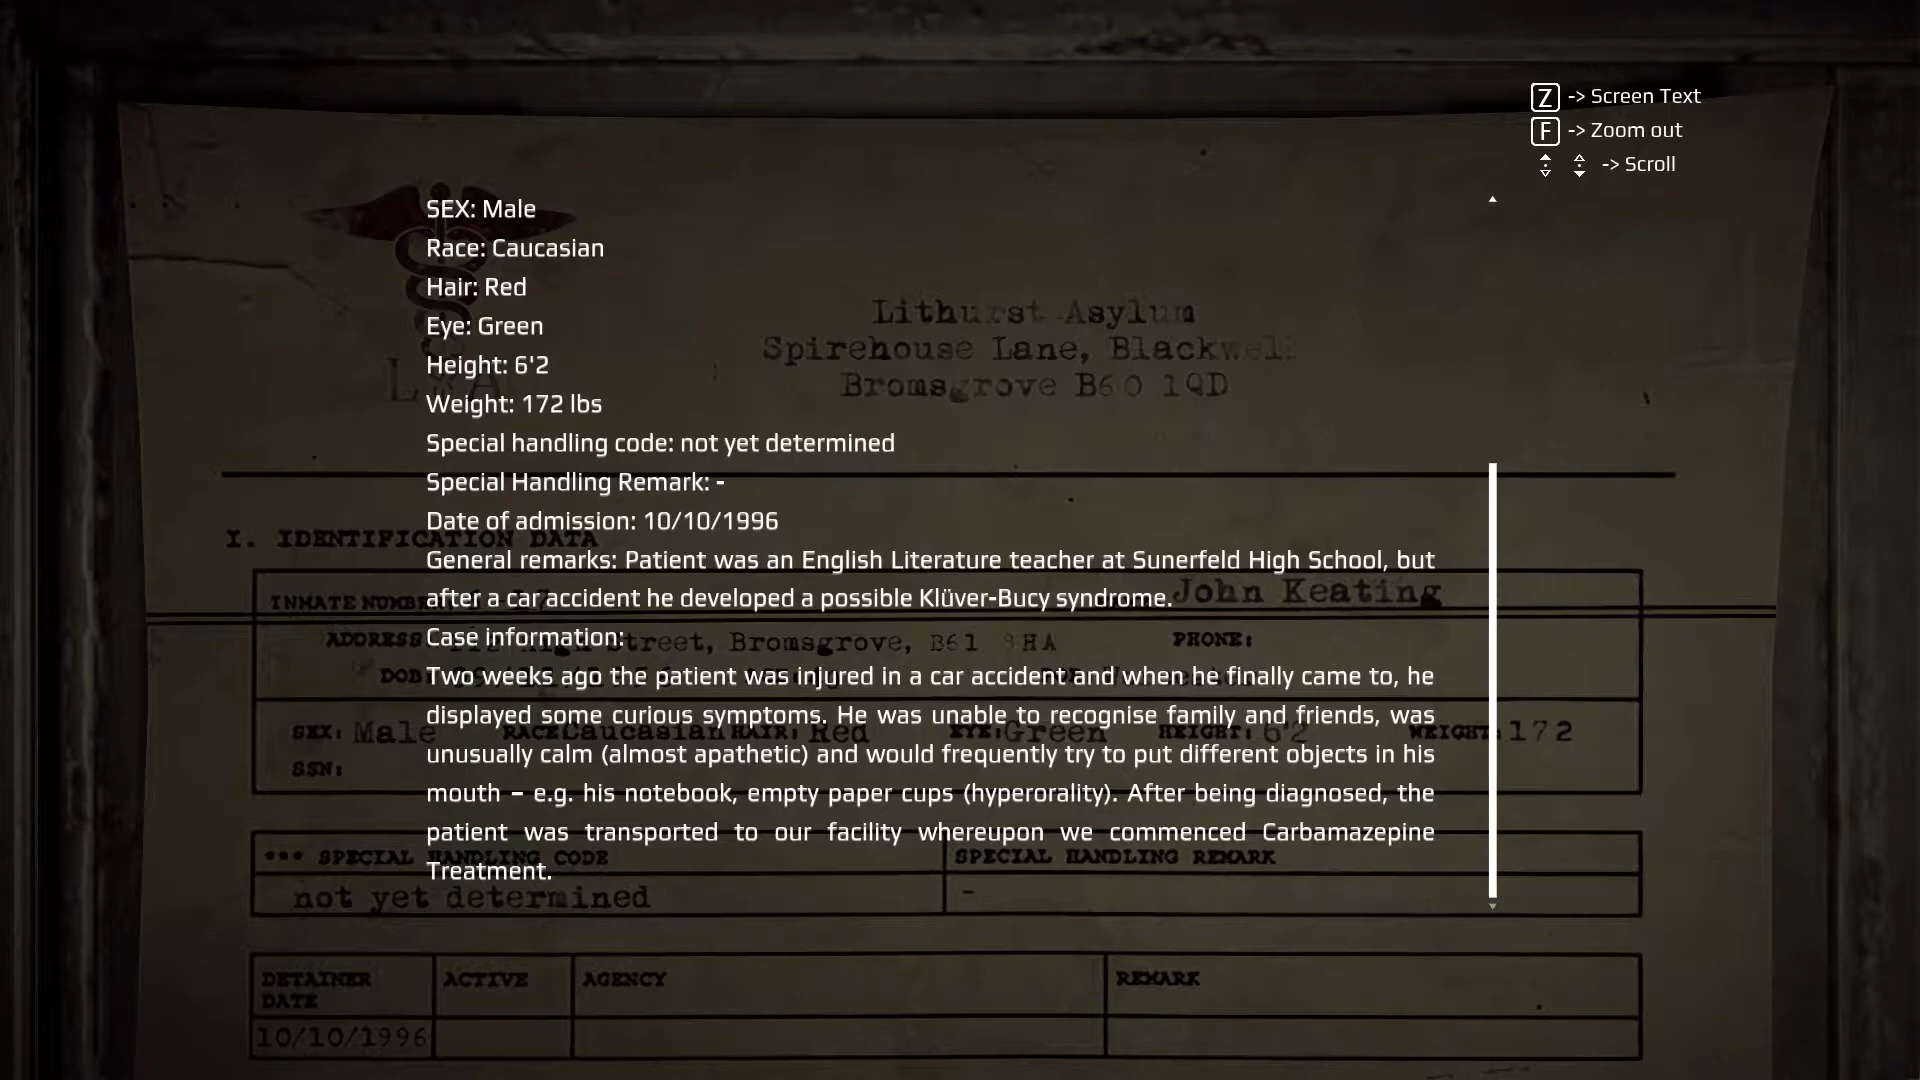 Z -> Screen Text
F -> Zoom out
-> Scroll
SEX: Male
Race: Caucasian
Hair: Red
Eye: Green
Height: 6'2
Weight: 172 lbs
Special handling code: not yet determined
Special Handling Remark: -
Date of admission: 10/10/1996
General remarks: Patient was an English Literature teacher at Sunerfeld High School, but
after a car accident he developed a possible Klüver-Bucy syndrome.
Case information:
Two weeks ago the patient was injured in a car accident and when he finally came to, he
displayed some curious symptoms. He was unable to recognise family and friends, was
unusually calm (almost apathetic) and would frequently try to put different objects in his
mouth – e.g. his notebook, empty paper cups (hyperorality). After being diagnosed, the
patient was transported to our facility whereupon we commenced Carbamazepine
Treatment.
Lithurst Asylum
Spirehouse Lane, Blackwell
Bromsgrove B60 1QD
I. IDENTIFICATION DATA
INMATE NUMBER John Keating
ADDRESS Street, Bromsgrove, B61 8HA PHONE:
DOB:
SEX: Male RACE Caucasian HAIR: Red EYE: Green HEIGHT: 6'2 WEIGHT: 172
SSN:
*** SPECIAL HANDLING CODE SPECIAL HANDLING REMARK
not yet determined -
DETAINER DATE ACTIVE AGENCY REMARK
10/10/1996